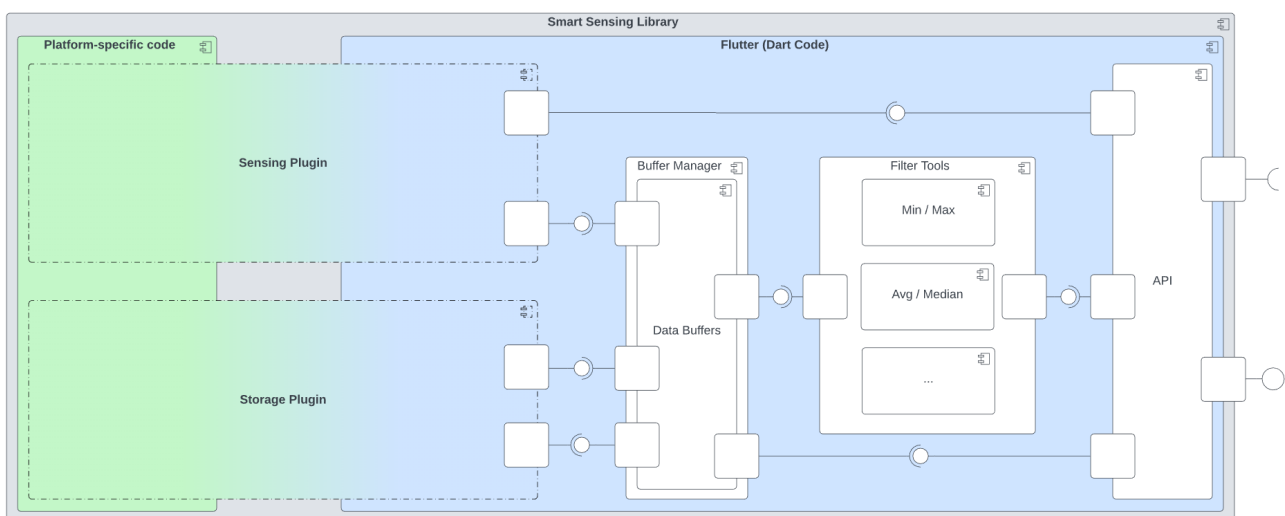 Smart Sensing Library
Platform-specific code
Flutter (Dart Code)
Sensing Plugin
Buffer Manager
Filter Tools
Min / Max
Avg / Median
API
Data Buffers
...
Storage Plugin